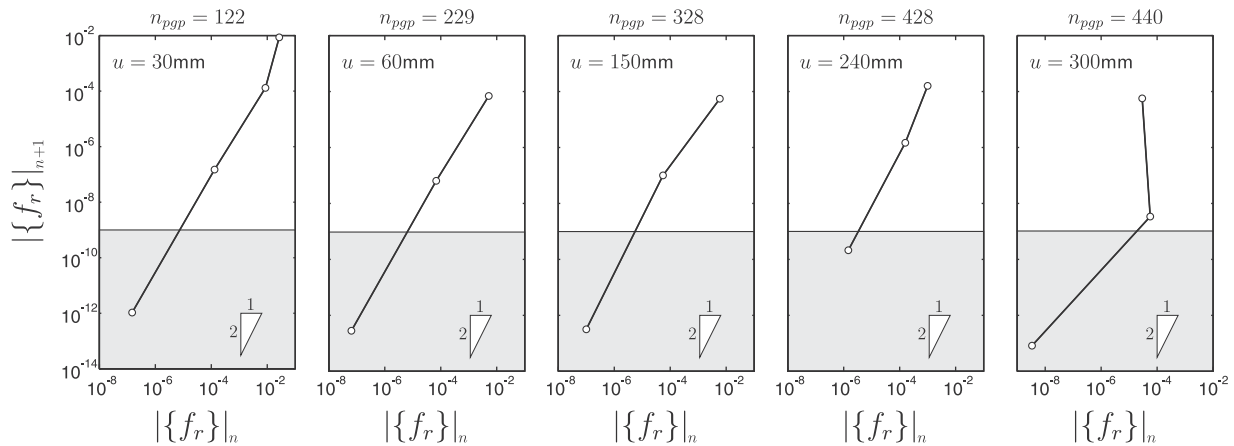 n_{pgp} = 122
n_{pgp} = 229
n_{pgp} = 328
n_{pgp} = 428
n_{pgp} = 440
u = 30mm
u = 60mm
u = 150mm
u = 240mm
u = 300mm
|{f_r}|_{n+1}
10^{-2}
10^{-4}
10^{-6}
10^{-8}
10^{-10}
10^{-12}
10^{-14}
1
2
1
2
1
2
1
2
1
2
10^{-8} 10^{-6} 10^{-4} 10^{-2}
10^{-8} 10^{-6} 10^{-4} 10^{-2}
10^{-8} 10^{-6} 10^{-4} 10^{-2}
10^{-8} 10^{-6} 10^{-4} 10^{-2}
10^{-8} 10^{-6} 10^{-4} 10^{-2}
|{f_r}|_n
|{f_r}|_n
|{f_r}|_n
|{f_r}|_n
|{f_r}|_n